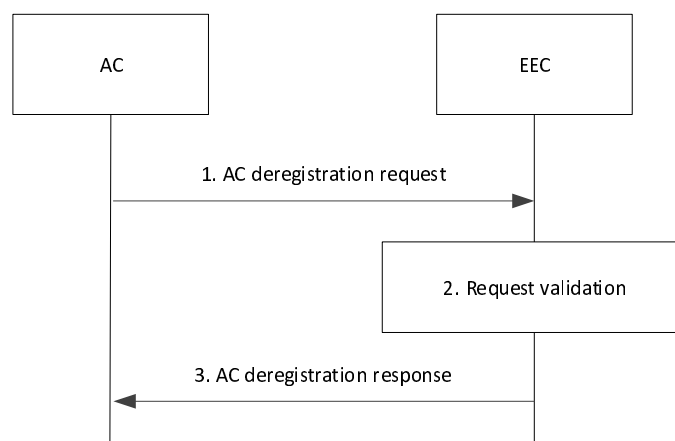 AC
EEC
1. AC deregistration request
2. Request validation
3. AC deregistration response